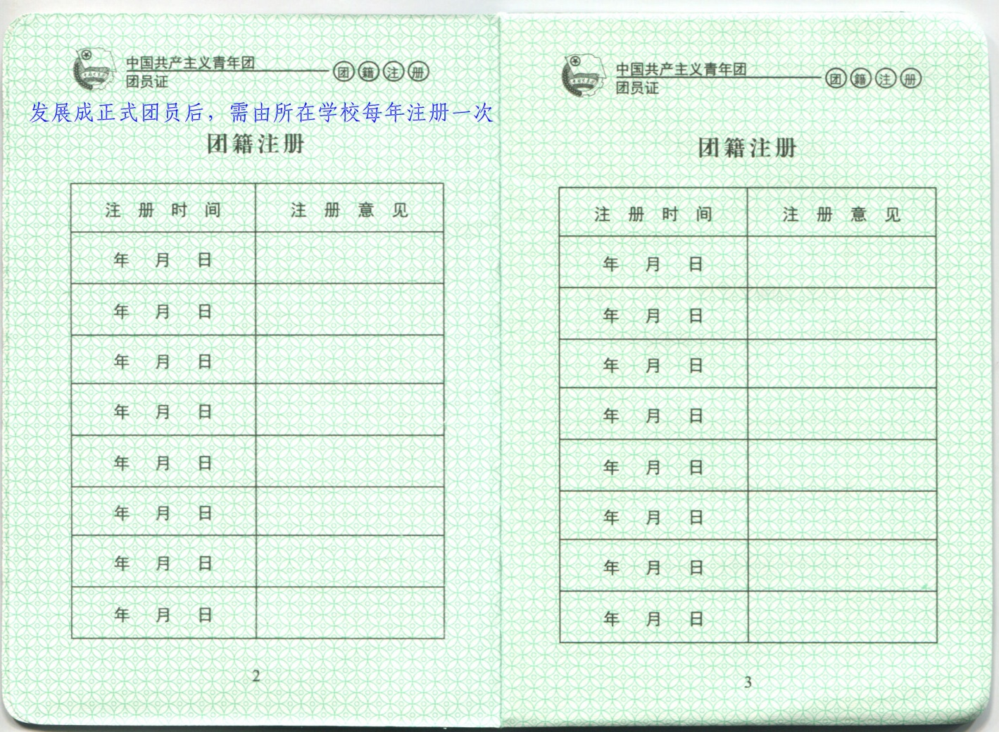 中国共产主义青年团
团员证
团籍注册
发展成正式团员后，需由所在学校每年注册一次
团籍注册
注册时间 注册意见
年 月 日
年 月 日
年 月 日
年 月 日
年 月 日
年 月 日
年 月 日
年 月 日
2
中国共产主义青年团
团员证
团籍注册
团籍注册
注册时间 注册意见
年 月 日
年 月 日
年 月 日
年 月 日
年 月 日
年 月 日
年 月 日
年 月 日
3